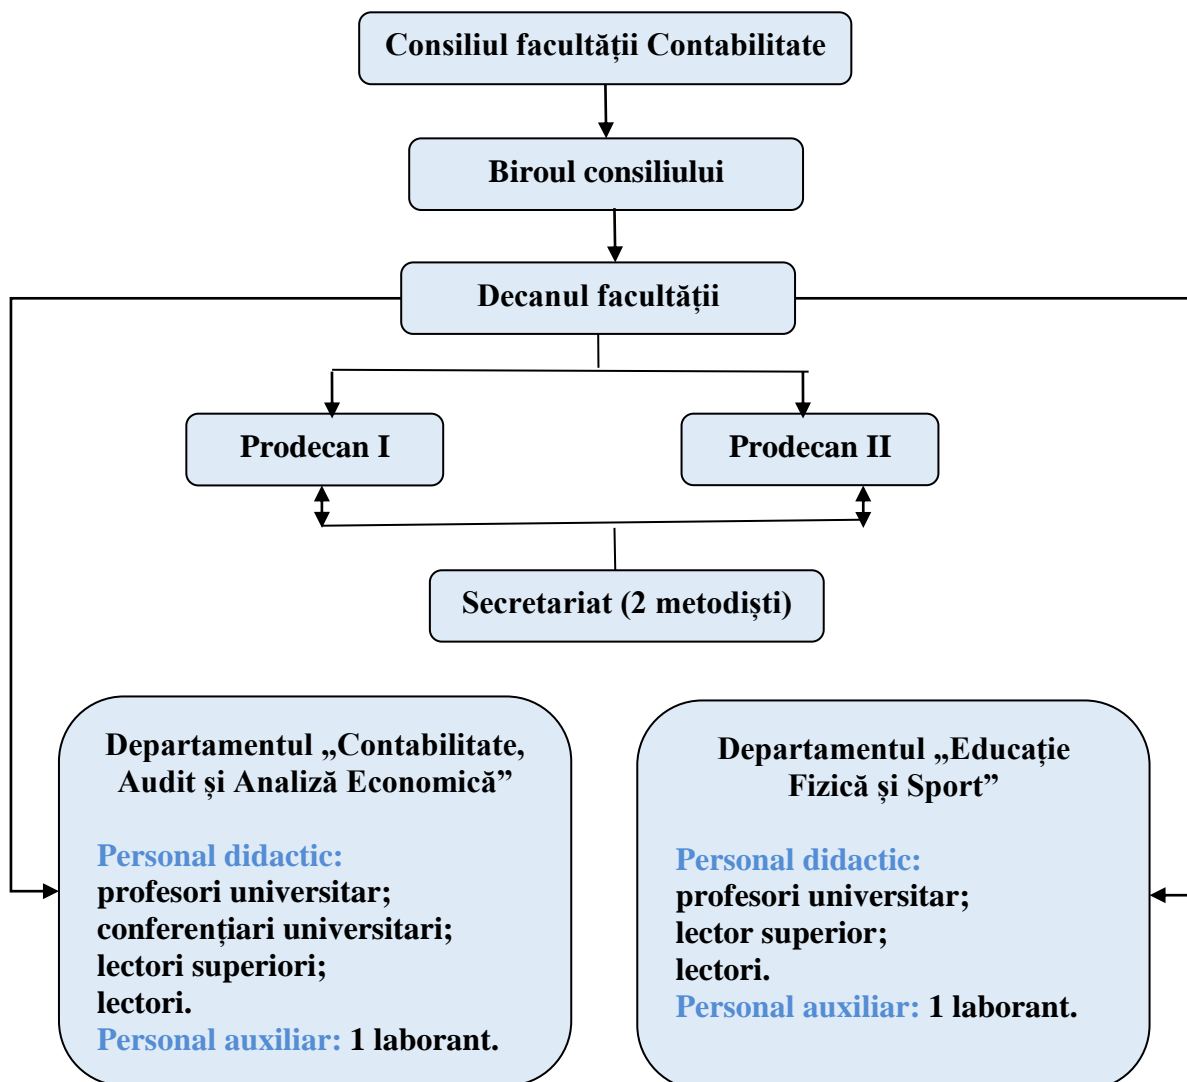 Consiliul facultății Contabilitate
Biroul consiliului
Decanul facultății
Prodecan I
Prodecan II
Secretariat (2 metodiști)
Departamentul „Contabilitate,
Audit și Analiză Economică”
Personal didactic:
profesori universitar;
conferențiari universitari;
lectori superiori;
lectori.
Personal auxiliar: 1 laborant.
Departamentul „Educație
Fizică și Sport”
Personal didactic:
profesori universitar;
lector superior;
lectori.
Personal auxiliar: 1 laborant.